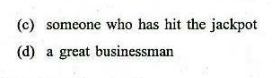 (c) someone who has hit the jackpot
(d) a great businessman